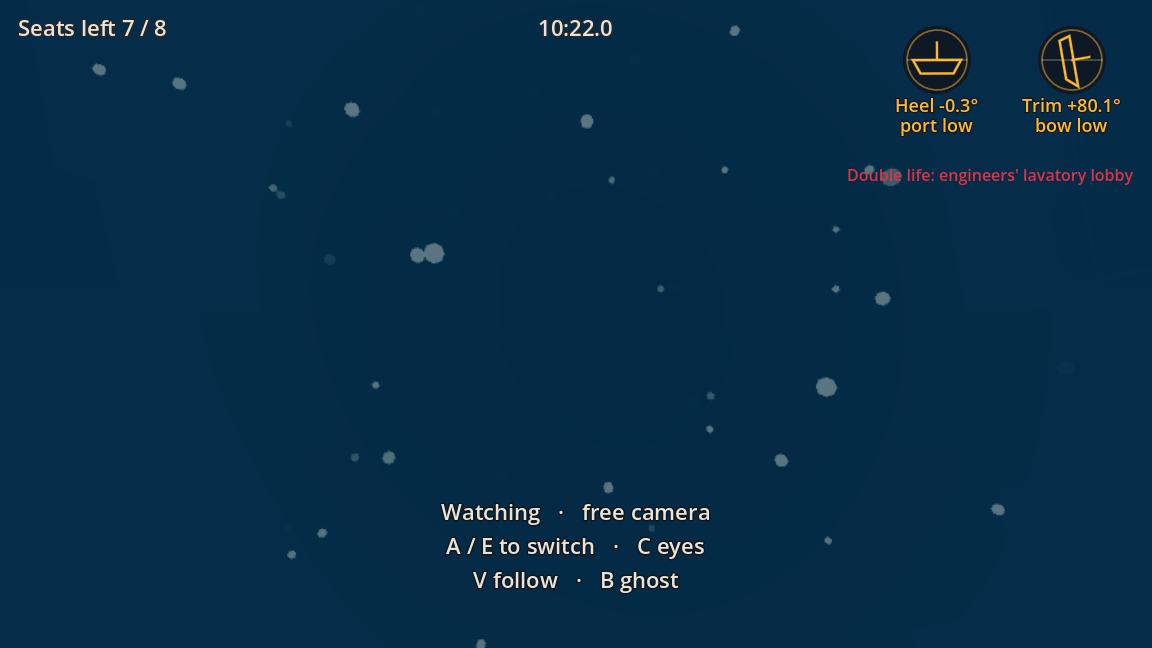 Seats left 7 / 8
10:22.0
Heel -0.3°
port low
Trim +80.1°
bow low
Double life: engineers' lavatory lobby
Watching · free camera
A / E to switch · C eyes
V follow · B ghost